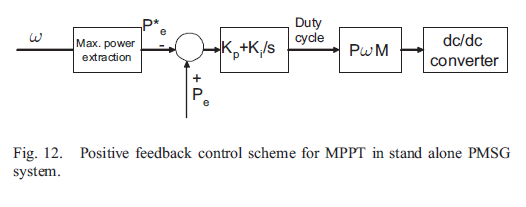 ω
Max. power
extraction
P*e
-
+
Pe
Kp+Ki/s
Duty
cycle
PωM
dc/dc
converter
Fig. 12. Positive feedback control scheme for MPPT in stand alone PMSG
system.